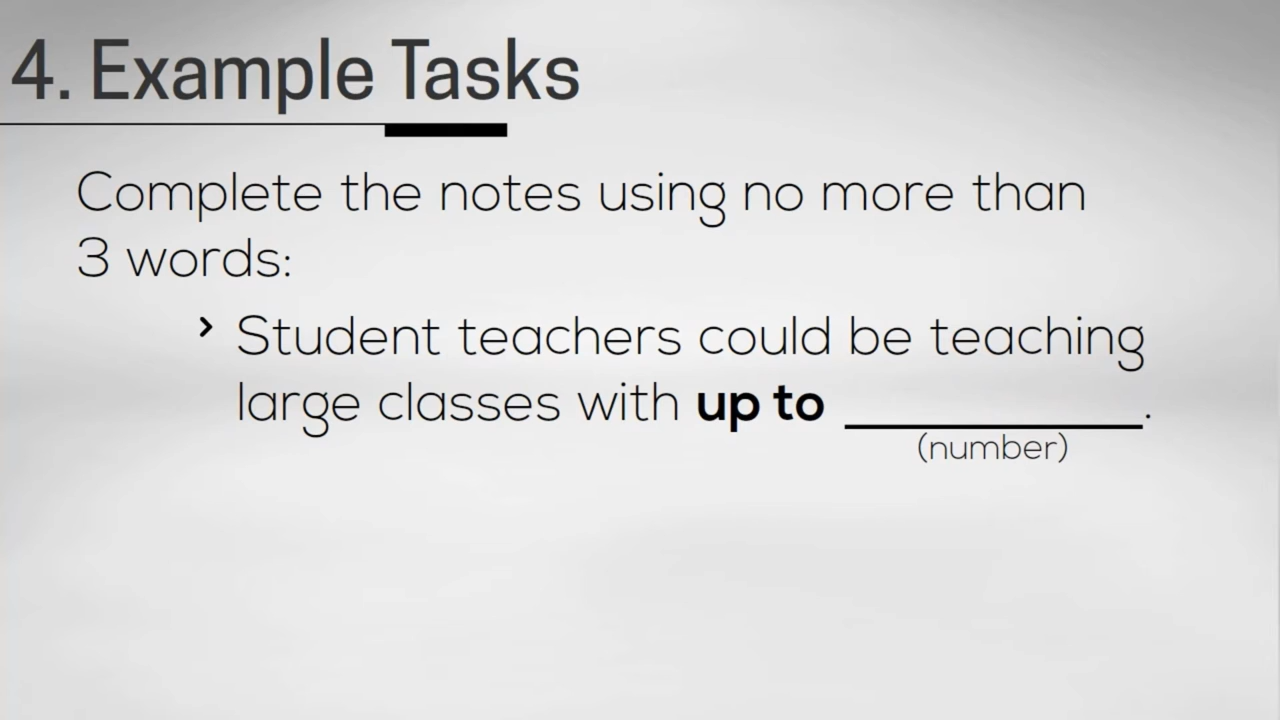 4. Example Tasks
Complete the notes using no more than
3 words:
› Student teachers could be teaching
large classes with up to __________.
(number)